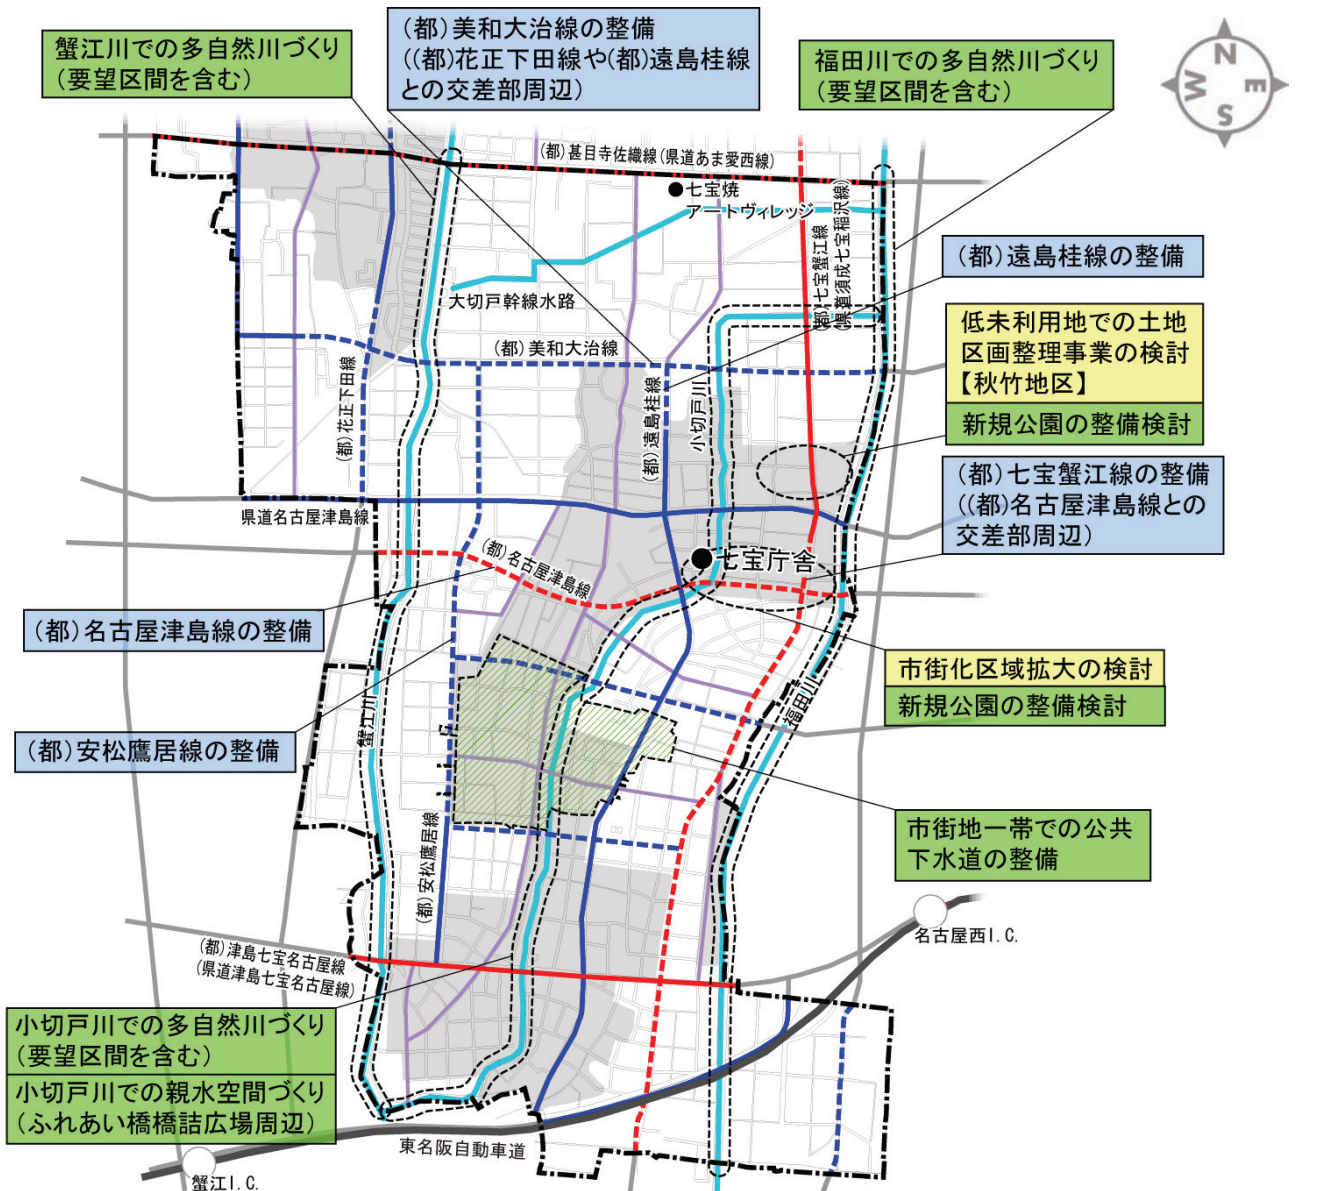 蟹江川での多自然川づくり
(要望区間を含む)
(都)美和大治線の整備
((都)花正下田線や(都)遠島桂線
との交差部周辺)
福田川での多自然川づくり
(要望区間を含む)
N
E
S
W
(都)甚目寺佐織線(県道あま愛西線)
七宝焼
アートヴィレッジ
(都)七宝蟹江線
(県道須成七宝稲沢線)
(都)遠島桂線の整備
大切戸幹線水路
低未利用地での土地
区画整理事業の検討
【秋竹地区】
新規公園の整備検討
(都)美和大治線
(都)花正下田線
(都)遠島桂線
小切戸川
(都)七宝蟹江線の整備
((都)名古屋津島線との
交差部周辺)
県道名古屋津島線
(都)名古屋津島線
七宝庁舎
(都)名古屋津島線の整備
市街化区域拡大の検討
新規公園の整備検討
福田川
蟹江川
(都)安松鷹居線の整備
市街地一帯での公共
下水道の整備
(都)安松鷹居線
名古屋西I.C.
(都)津島七宝名古屋線
(県道津島七宝名古屋線)
小切戸川での多自然川づくり
(要望区間を含む)
小切戸川での親水空間づくり
(ふれあい橋橋詰広場周辺)
東名阪自動車道
蟹江I.C.